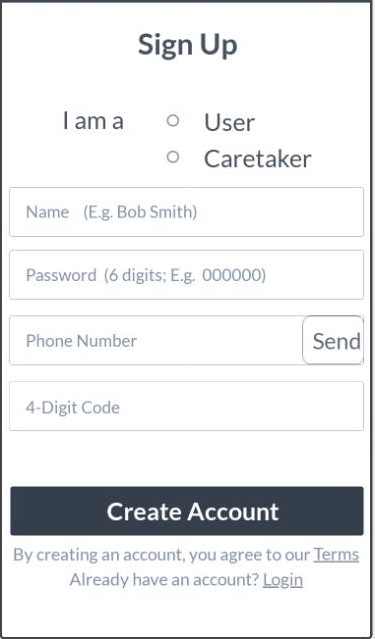 Sign Up
I am a
User
Caretaker
Name (E.g. Bob Smith)
Password (6 digits; E.g. 000000)
Phone Number
Send
4-Digit Code
Create Account
By creating an account, you agree to our Terms
Already have an account? Login